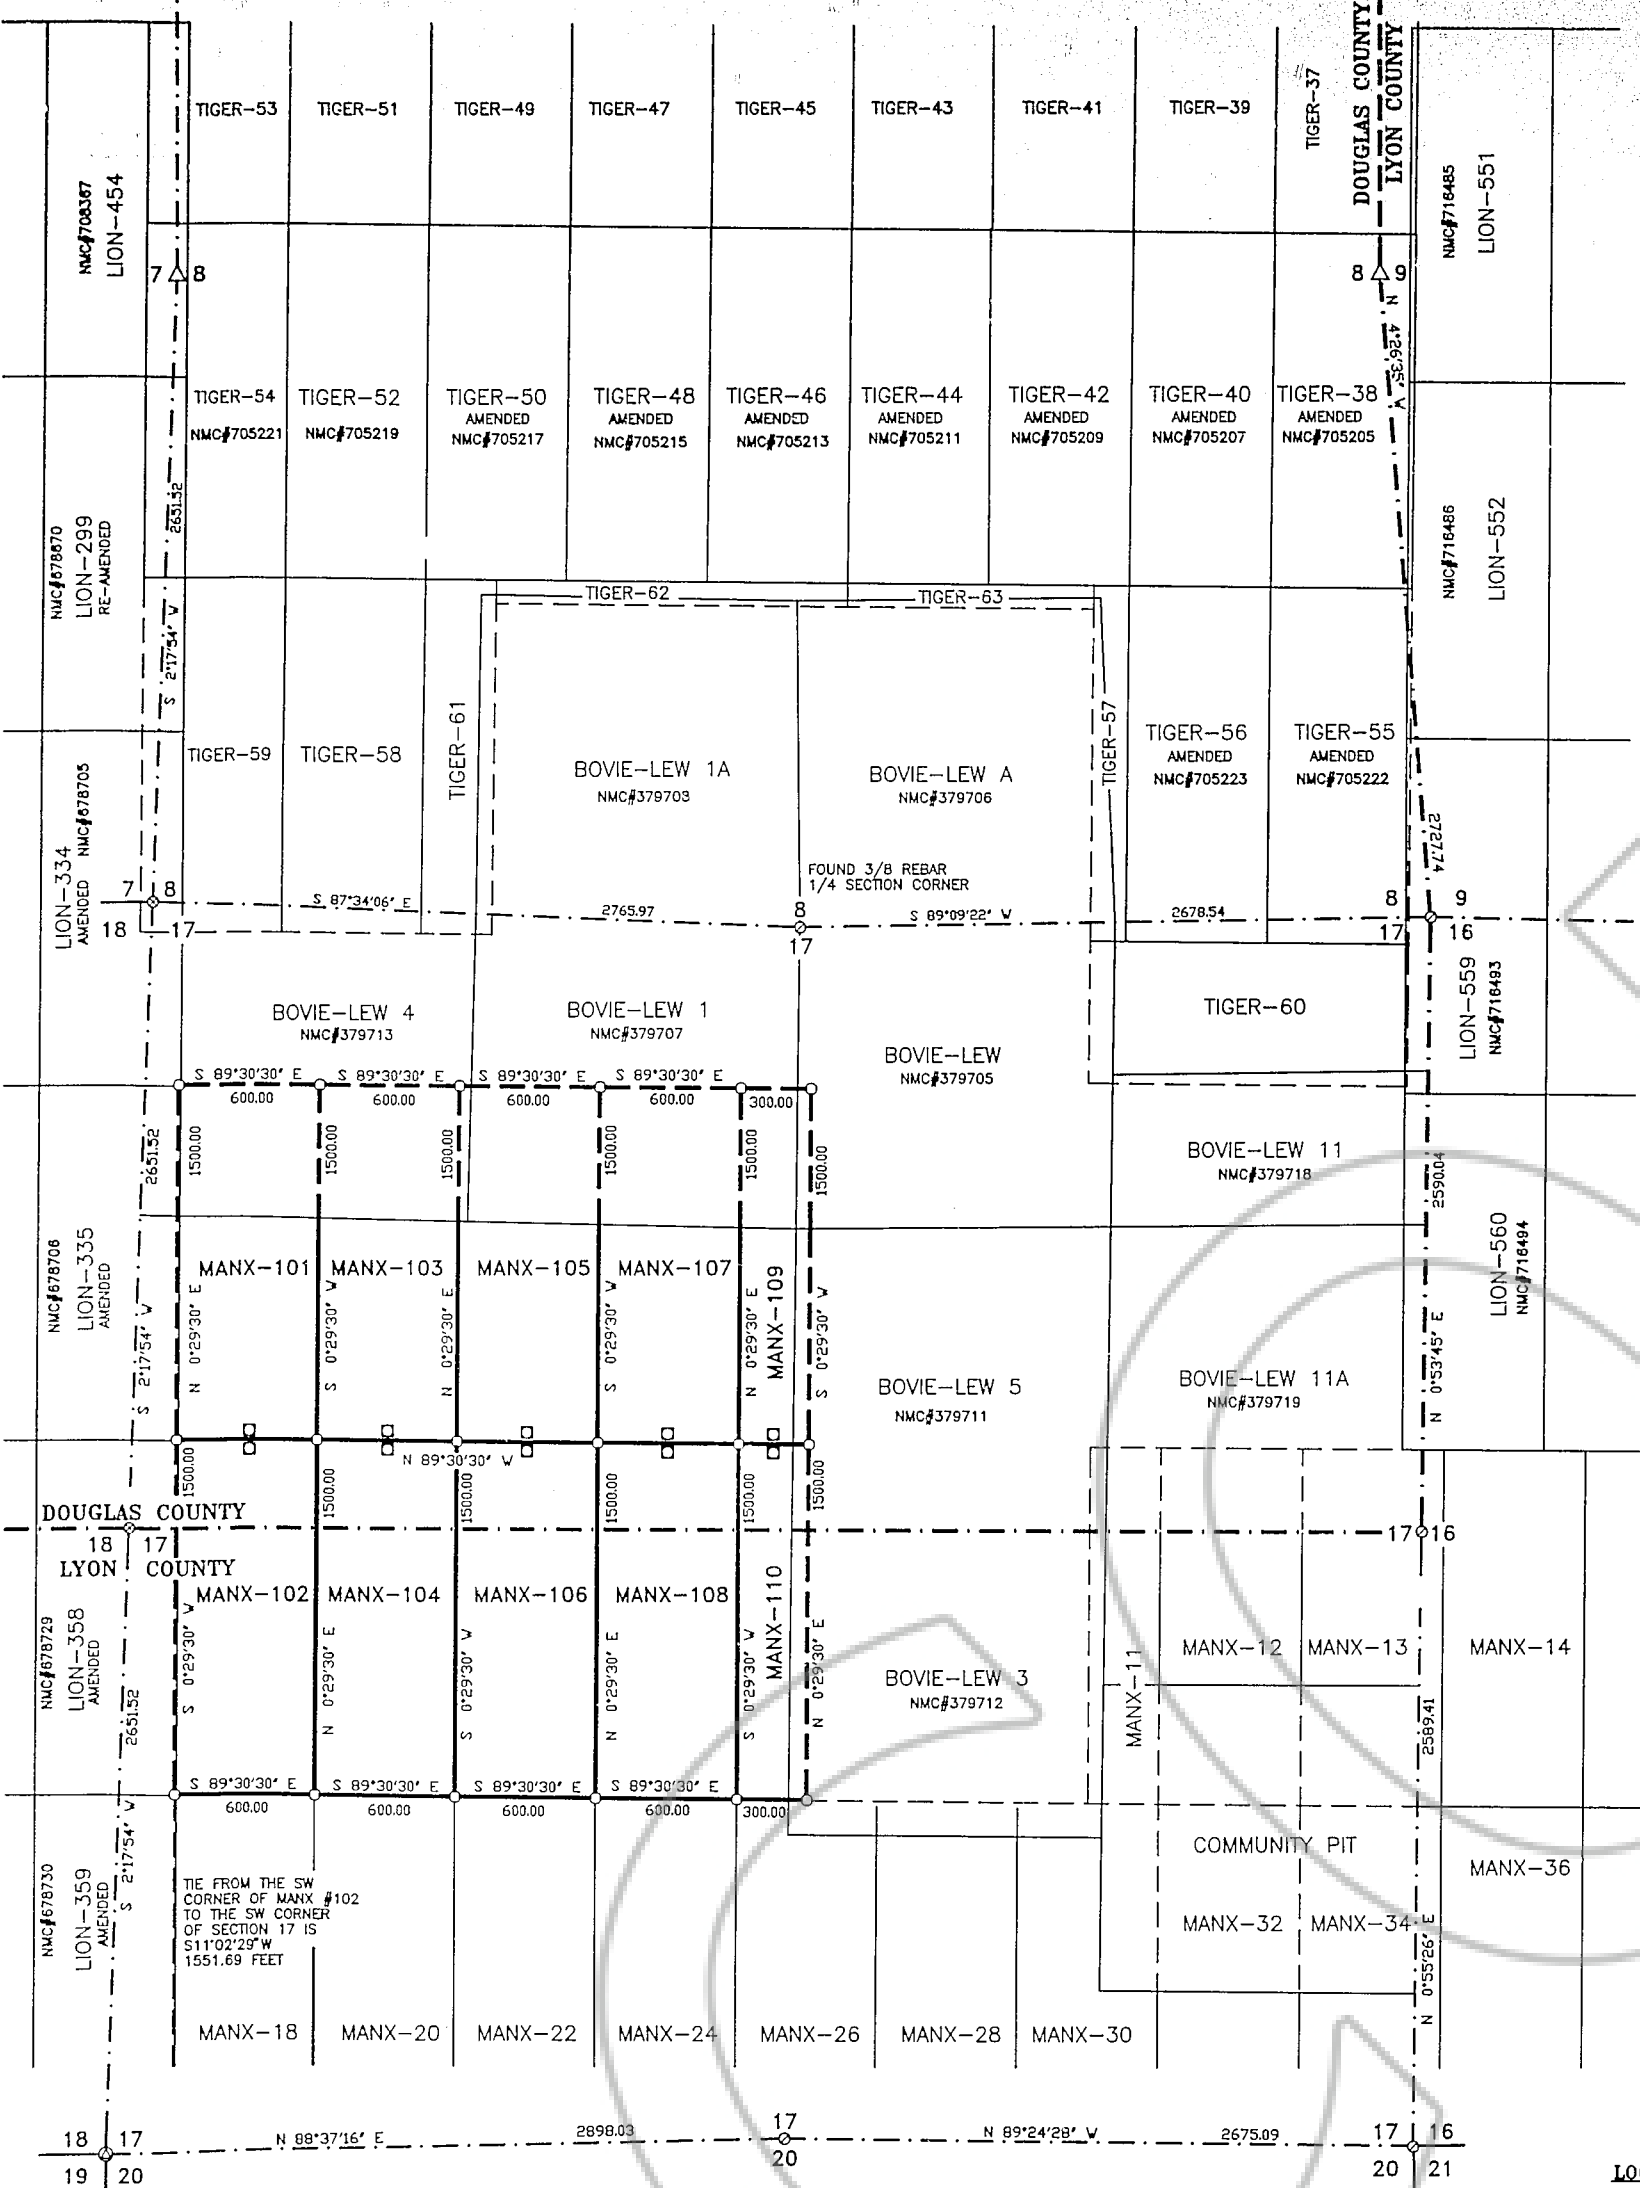 DOUGLAS COUNTY
LYON COUNTY
TIGER-53
TIGER-51
TIGER-49
TIGER-47
TIGER-45
TIGER-43
TIGER-41
TIGER-39
TIGER-37
NMC#708367
LION-454
NMC#716485
LION-551
7 8
8 9
N 4°26'35" W
TIGER-54
NMC#705221
TIGER-52
NMC#705219
TIGER-50
AMENDED
NMC#705217
TIGER-48
AMENDED
NMC#705215
TIGER-46
AMENDED
NMC#705213
TIGER-44
AMENDED
NMC#705211
TIGER-42
AMENDED
NMC#705209
TIGER-40
AMENDED
NMC#705207
TIGER-38
AMENDED
NMC#705205
2651.52
NMC#678670
LION-299
RE-AMENDED
NMC#716486
LION-552
S 2°17'54" W
TIGER-62
TIGER-63
TIGER-61
TIGER-57
TIGER-59
TIGER-58
BOVIE-LEW 1A
NMC#379703
BOVIE-LEW A
NMC#379706
TIGER-56
AMENDED
NMC#705223
TIGER-55
AMENDED
NMC#705222
2727.74
LION-334
AMENDED NMC#678705
FOUND 3/8 REBAR
1/4 SECTION CORNER
7 8
18 17
S 87°34'06" E
2765.97
8
17
S 89°09'22" W
2678.54
8 9
17 16
LION-559
NMC#716493
BOVIE-LEW 4
NMC#379713
BOVIE-LEW 1
NMC#379707
BOVIE-LEW
NMC#379705
TIGER-60
S 89°30'30" E
600.00
S 89°30'30" E
600.00
S 89°30'30" E
600.00
S 89°30'30" E
600.00
300.00
2651.52
1500.00
1500.00
1500.00
1500.00
1500.00
1500.00
BOVIE-LEW 11
NMC#379718
2590.04
NMC#678706
LION-335
AMENDED
MANX-101
MANX-103
MANX-105
MANX-107
MANX-109
LION-560
NMC#716494
S 2°17'54" W
N 0°29'30" E
S 0°29'30" W
N 0°29'30" E
S 0°29'30" W
N 0°29'30" E
S 0°29'30" W
N 0°53'45" E
BOVIE-LEW 5
NMC#379711
BOVIE-LEW 11A
NMC#379719
N 89°30'30" W
1500.00
1500.00
1500.00
1500.00
1500.00
1500.00
DOUGLAS COUNTY
18 17
LYON COUNTY
17 16
MANX-102
MANX-104
MANX-106
MANX-108
MANX-110
NMC#678729
LION-358
AMENDED
2651.52
S 0°29'30" W
N 0°29'30" E
S 0°29'30" W
N 0°29'30" E
S 0°29'30" W
N 0°29'30" E
BOVIE-LEW 3
NMC#379712
MANX-11
MANX-12
MANX-13
MANX-14
2589.41
S 89°30'30" E
600.00
S 89°30'30" E
600.00
S 89°30'30" E
600.00
S 89°30'30" E
600.00
300.00
S 2°17'54" W
NMC#678730
LION-359
AMENDED
TIE FROM THE SW
CORNER OF MANX #102
TO THE SW CORNER
OF SECTION 17 IS
S11°02'29"W
1551.69 FEET
COMMUNITY PIT
MANX-36
MANX-32
MANX-34
N 0°55'26" E
MANX-18
MANX-20
MANX-22
MANX-24
MANX-26
MANX-28
MANX-30
18 17
19 20
N 88°37'16" E
2898.03
17
20
N 89°24'28" W
2675.09
17 16
20 21